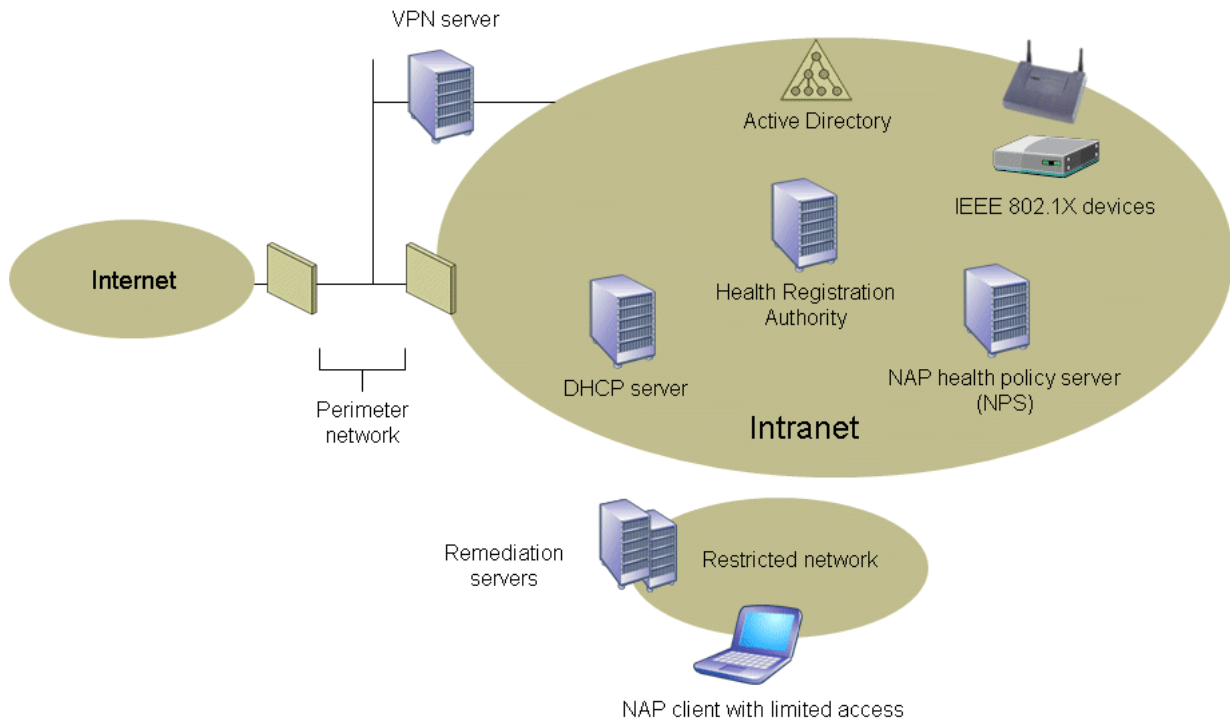 VPN server
Active Directory
IEEE 802.1X devices
Internet
Health Registration
Authority
DHCP server
NAP health policy server
(NPS)
Perimeter
network
Intranet
Remediation
servers
Restricted network
NAP client with limited access